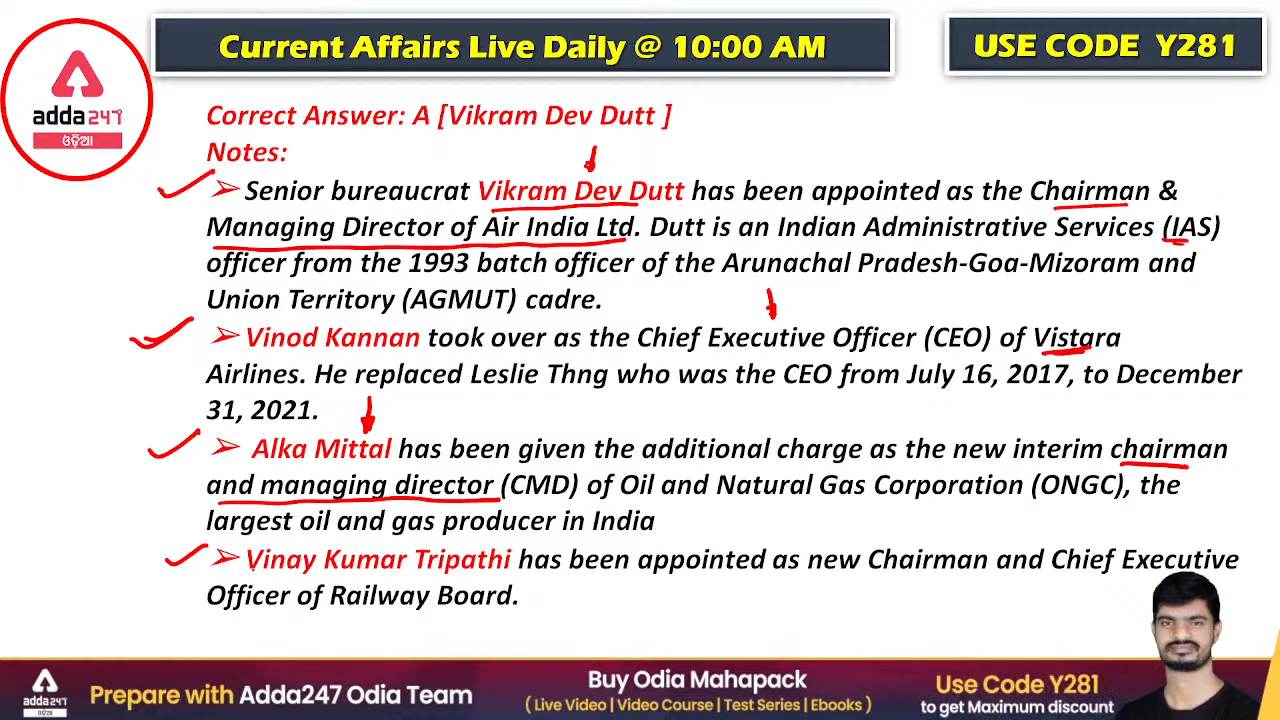 Current Affairs Live Daily @ 10:00 AM
USE CODE Y281
adda247
ଓଡ଼ିଆ
Correct Answer: A [Vikram Dev Dutt ]
Notes:
➢ Senior bureaucrat Vikram Dev Dutt has been appointed as the Chairman &
Managing Director of Air India Ltd. Dutt is an Indian Administrative Services (IAS)
officer from the 1993 batch officer of the Arunachal Pradesh-Goa-Mizoram and
Union Territory (AGMUT) cadre.
➢ Vinod Kannan took over as the Chief Executive Officer (CEO) of Vistara
Airlines. He replaced Leslie Thng who was the CEO from July 16, 2017, to December
31, 2021.
➢ Alka Mittal has been given the additional charge as the new interim chairman
and managing director (CMD) of Oil and Natural Gas Corporation (ONGC), the
largest oil and gas producer in India
➢ Vinay Kumar Tripathi has been appointed as new Chairman and Chief Executive
Officer of Railway Board.
adda247
ଓଡ଼ିଆ
Prepare with Adda247 Odia Team
Buy Odia Mahapack
( Live Video | Video Course | Test Series | Ebooks )
Use Code Y281
to get Maximum discount